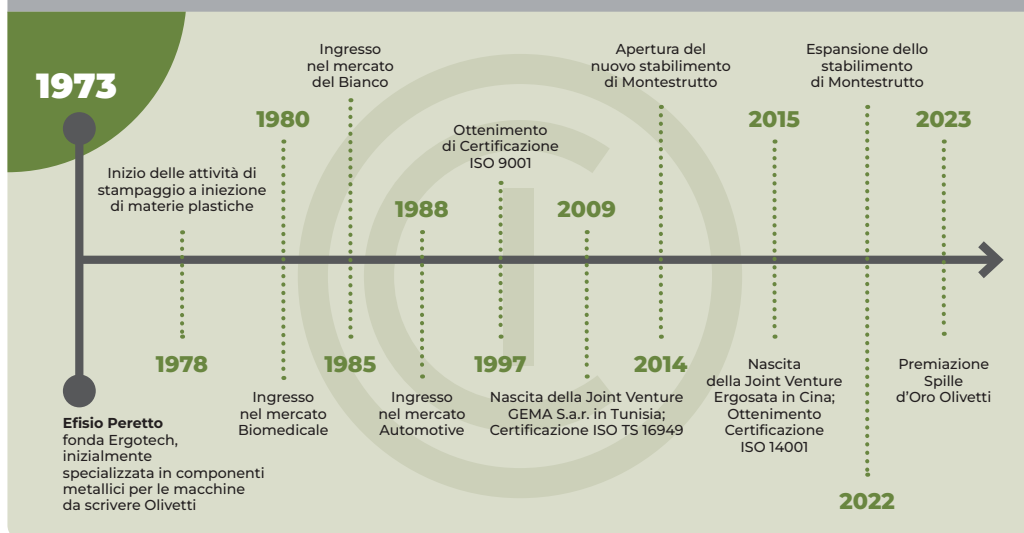 1973
Efisio Peretto
fonda Ergotech,
inizialmente
specializzata in componenti
metallici per le macchine
da scrivere Olivetti
Inizio delle attività di
stampaggio a iniezione
di materie plastiche
1978
1980
Ingresso
nel mercato
Biomedicale
Ingresso
nel mercato
del Bianco
1985
1988
Ingresso
nel mercato
Automotive
Ottenimento
di Certificazione
ISO 9001
1997
2009
Nascita della Joint Venture
GEMA S.a.r. in Tunisia;
Certificazione ISO TS 16949
Apertura del
nuovo stabilimento
di Montestrutto
2014
2015
Nascita
della Joint Venture
Ergosata in Cina;
Ottenimento
Certificazione
ISO 14001
Espansione dello
stabilimento
di Montestrutto
2022
2023
Premiazione
Spille
d’Oro Olivetti